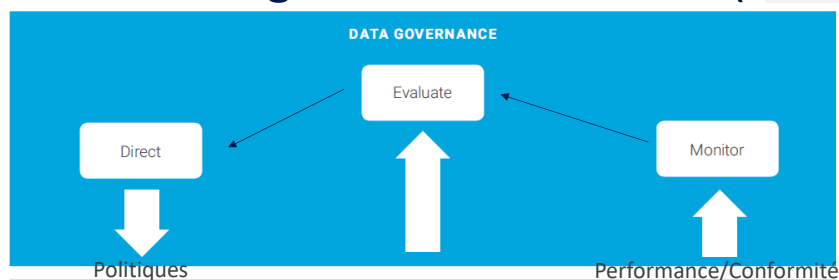 DATA GOVERNANCE
Evaluate
Direct
Monitor
Politiques
Performance/Conformité